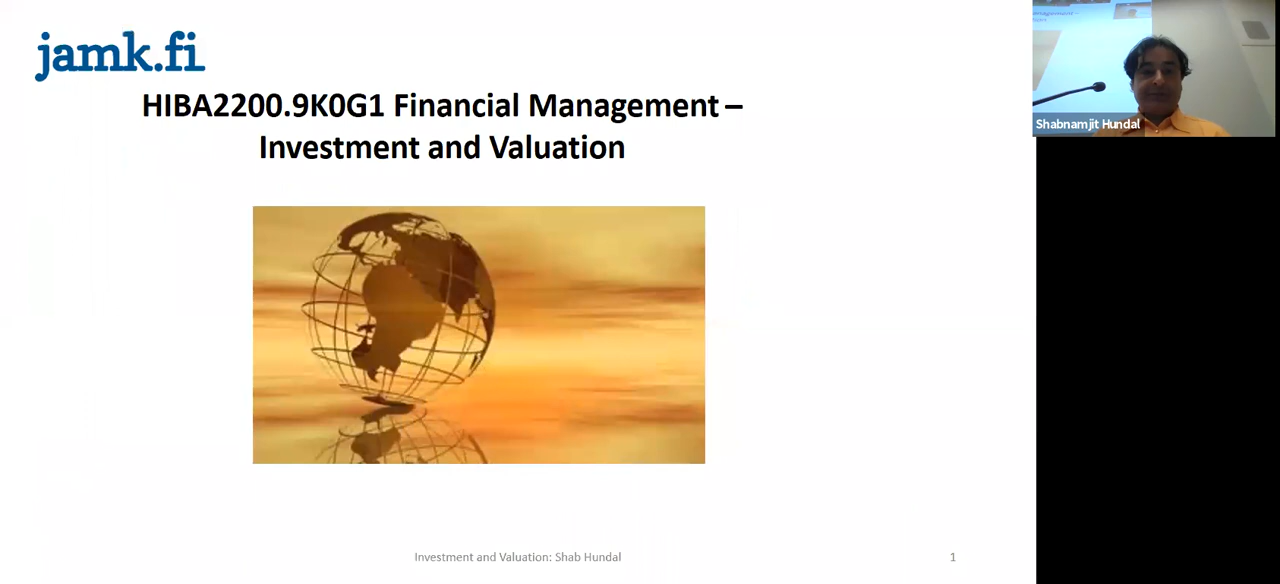 jamk.fi
HIBA2200.9K0G1 Financial Management –
Investment and Valuation
Shabnamjit Hundal
Investment and Valuation: Shab Hundal
1